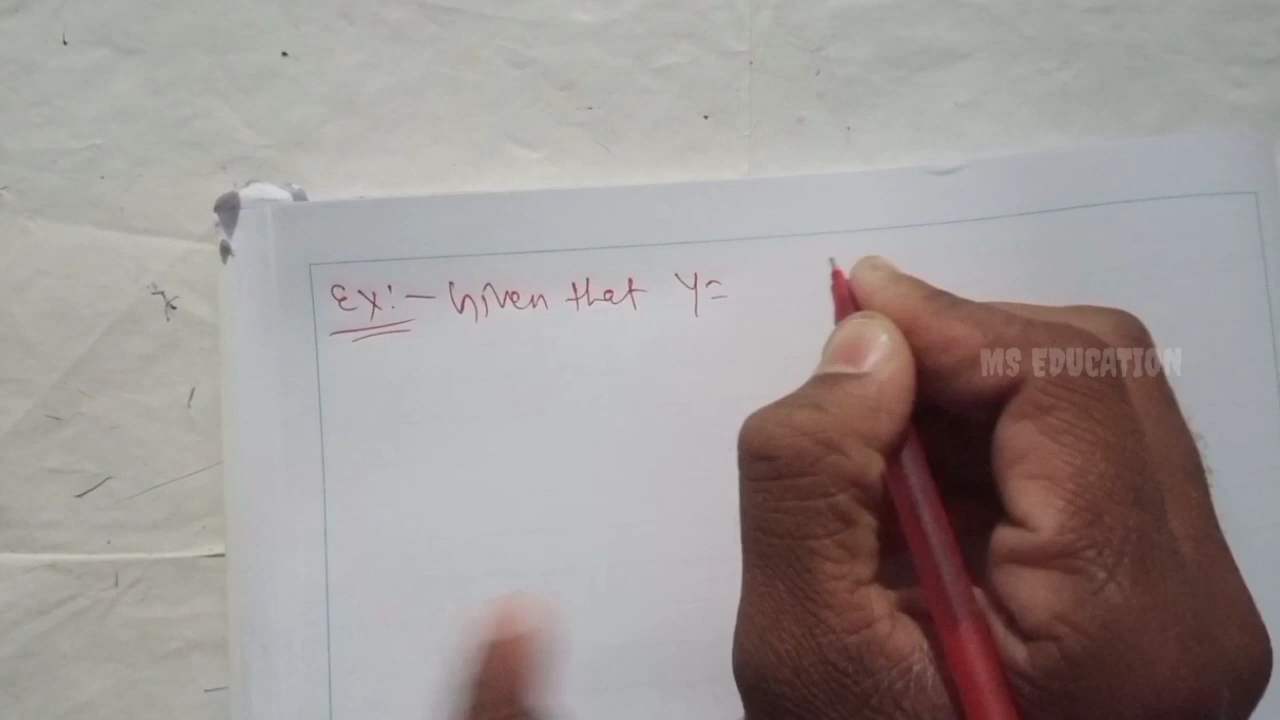 Ex:- Given that y=
MS EDUCATION